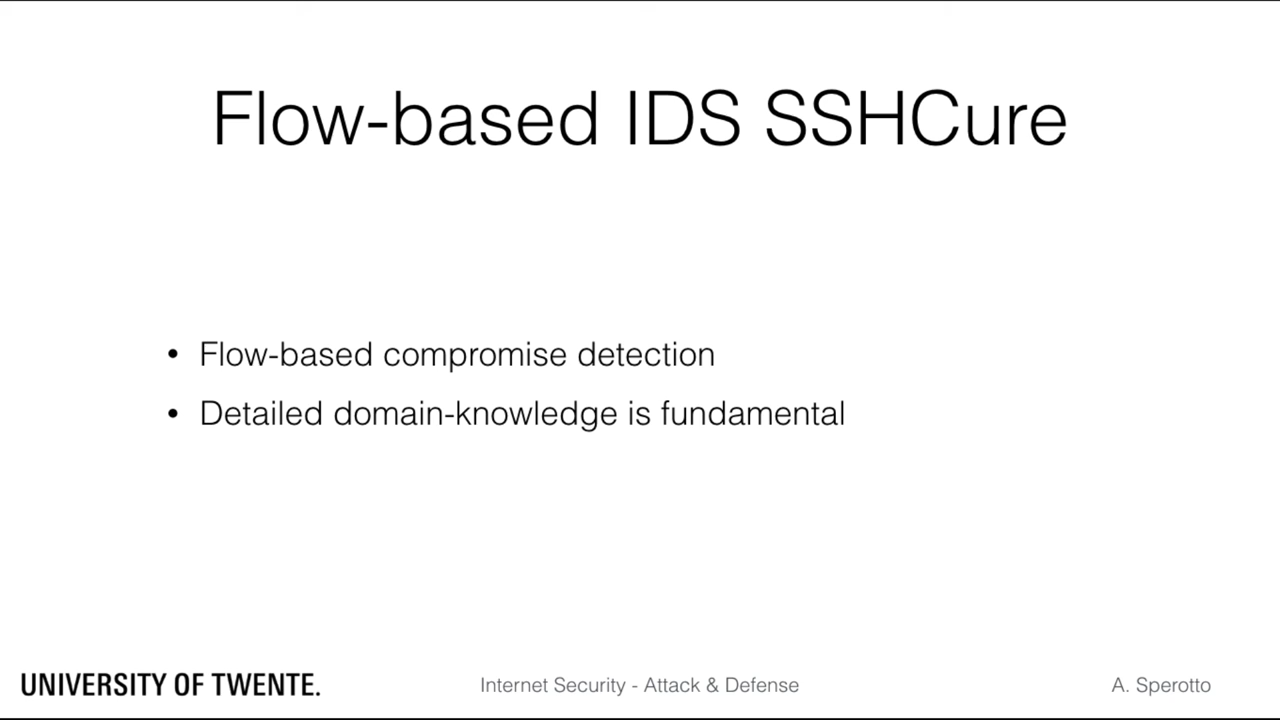 Flow-based IDS SSHCure
• Flow-based compromise detection
• Detailed domain-knowledge is fundamental
UNIVERSITY OF TWENTE.
Internet Security - Attack & Defense
A. Sperotto